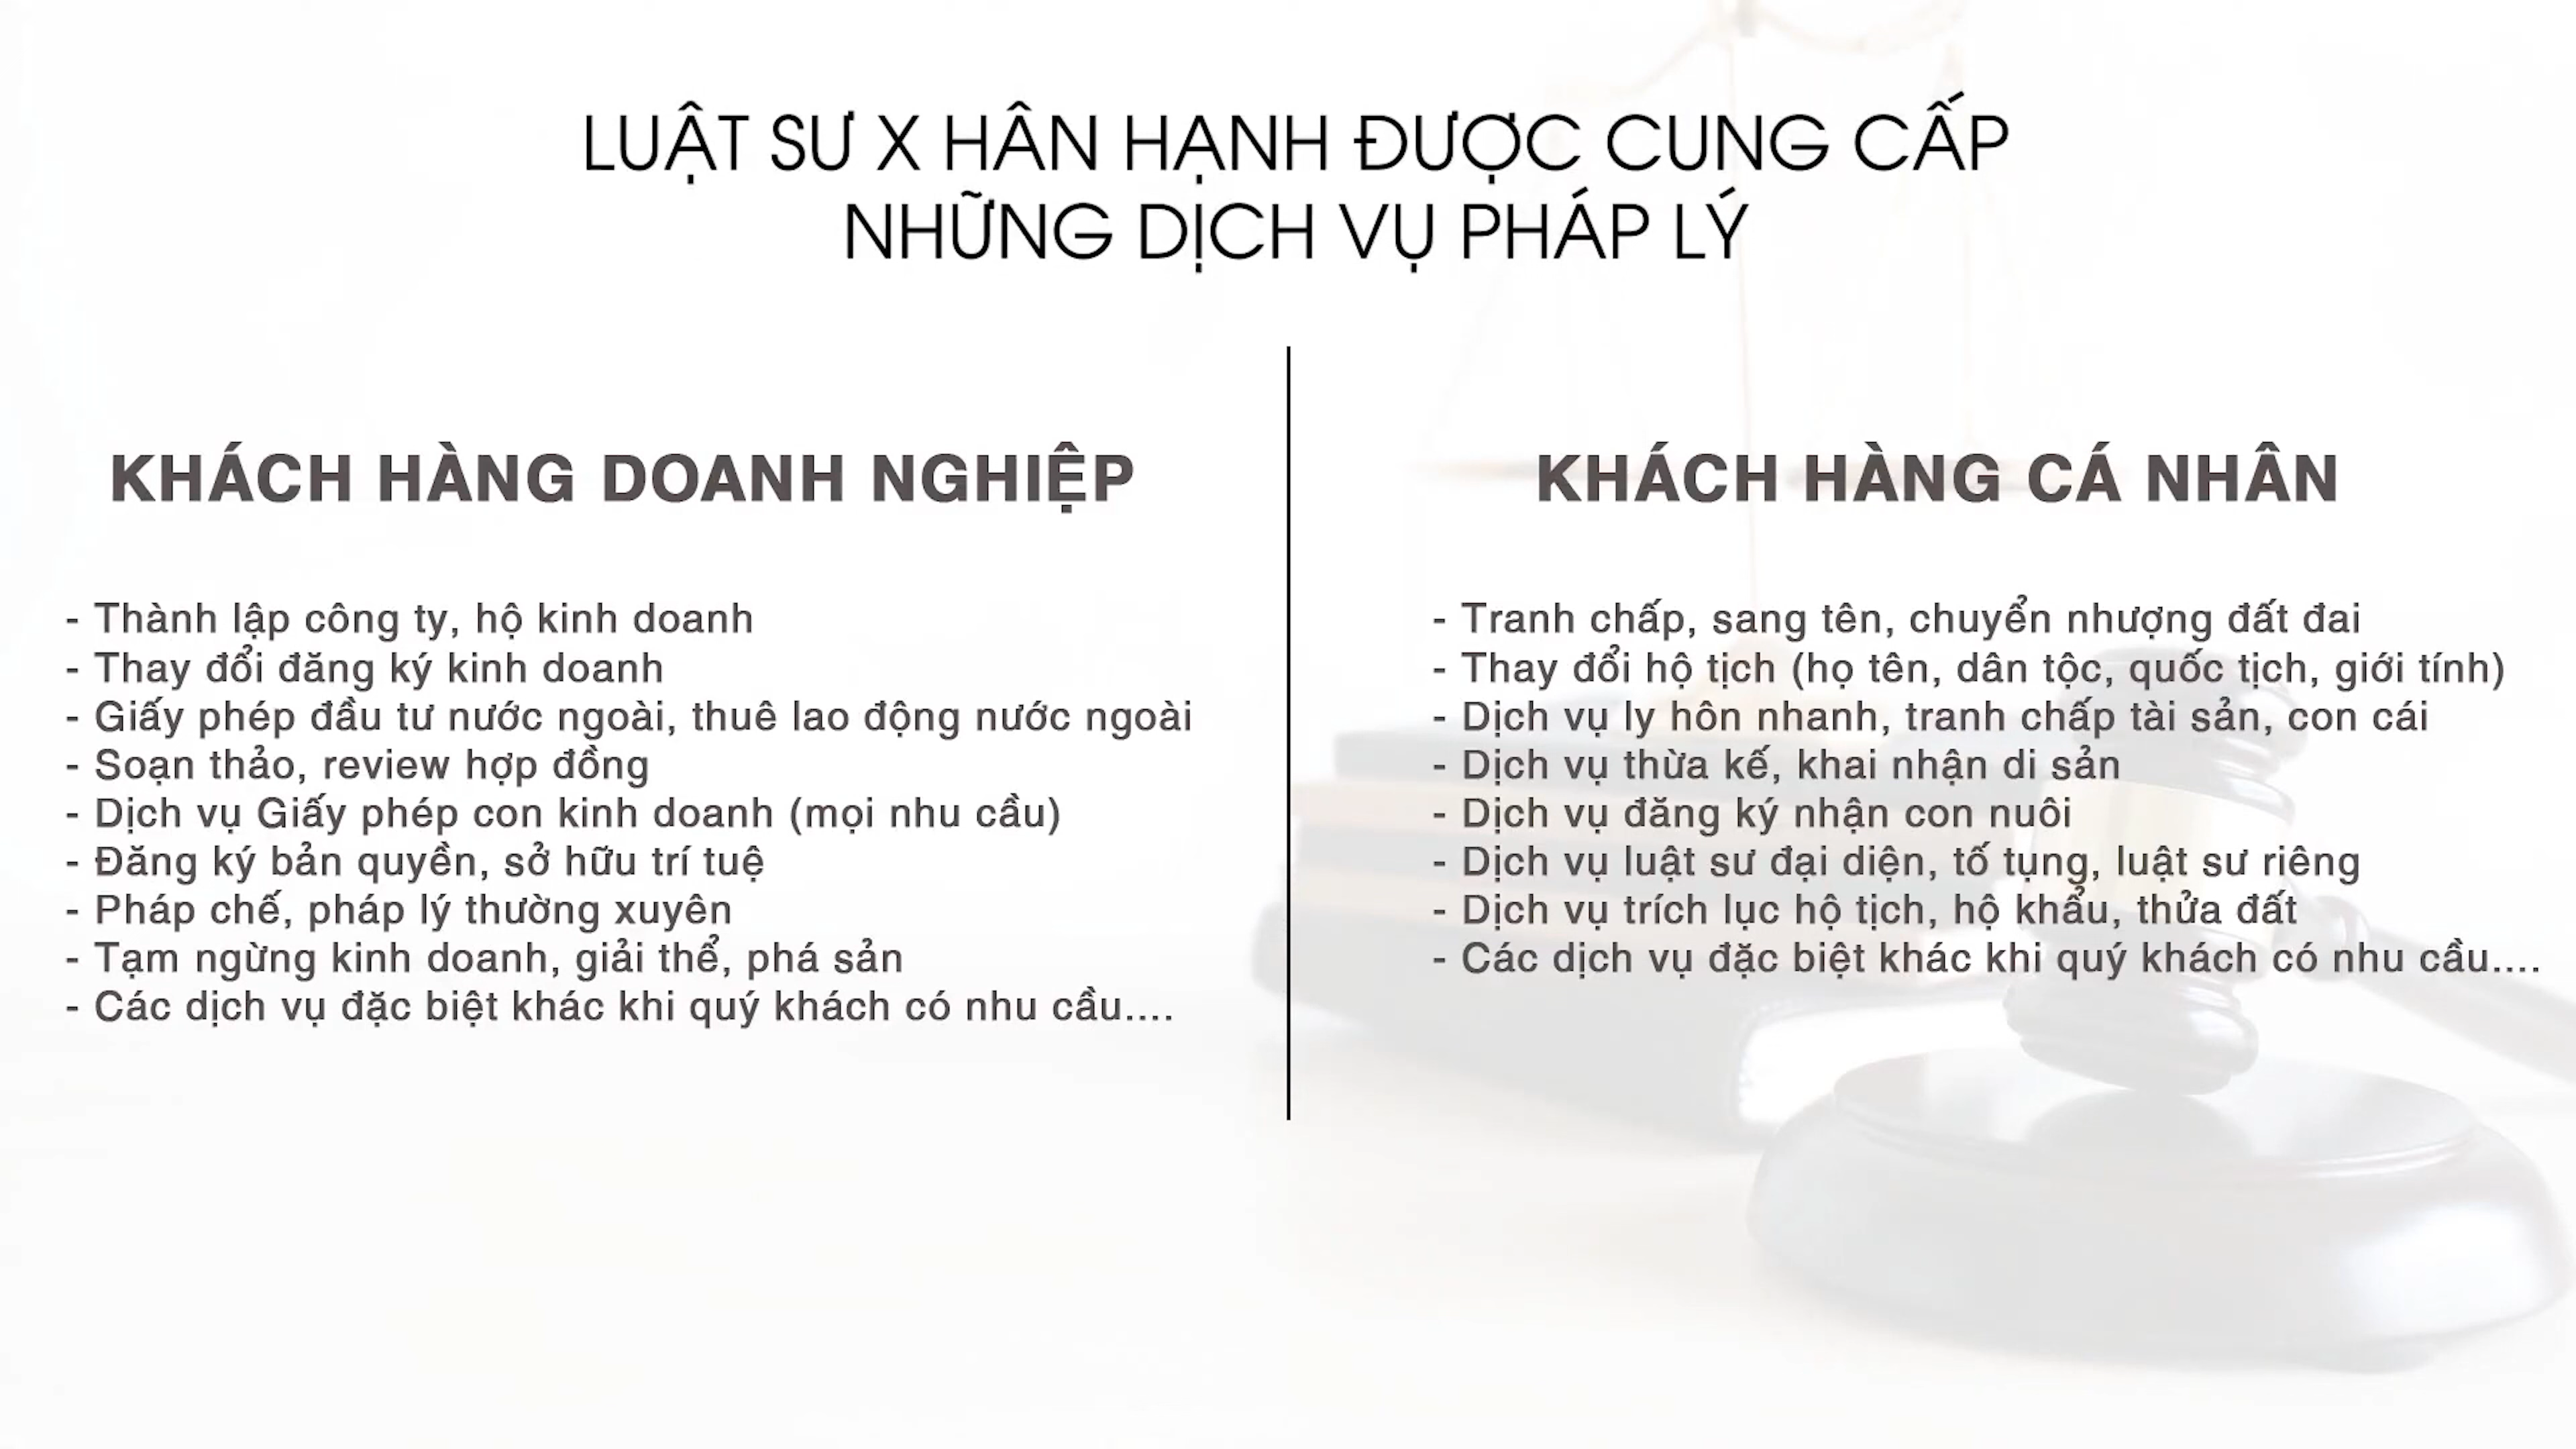 LUẬT SƯ X HÂN HẠNH ĐƯỢC CUNG CẤP
NHỮNG DỊCH VỤ PHÁP LÝ
KHÁCH HÀNG DOANH NGHIỆP
- Thành lập công ty, hộ kinh doanh
- Thay đổi đăng ký kinh doanh
- Giấy phép đầu tư nước ngoài, thuê lao động nước ngoài
- Soạn thảo, review hợp đồng
- Dịch vụ Giấy phép con kinh doanh (mọi nhu cầu)
- Đăng ký bản quyền, sở hữu trí tuệ
- Pháp chế, pháp lý thường xuyên
- Tạm ngừng kinh doanh, giải thể, phá sản
- Các dịch vụ đặc biệt khác khi quý khách có nhu cầu....
KHÁCH HÀNG CÁ NHÂN
- Tranh chấp, sang tên, chuyển nhượng đất đai
- Thay đổi hộ tịch (họ tên, dân tộc, quốc tịch, giới tính)
- Dịch vụ ly hôn nhanh, tranh chấp tài sản, con cái
- Dịch vụ thừa kế, khai nhận di sản
- Dịch vụ đăng ký nhận con nuôi
- Dịch vụ luật sư đại diện, tố tụng, luật sư riêng
- Dịch vụ trích lục hộ tịch, hộ khẩu, thửa đất
- Các dịch vụ đặc biệt khác khi quý khách có nhu cầu....